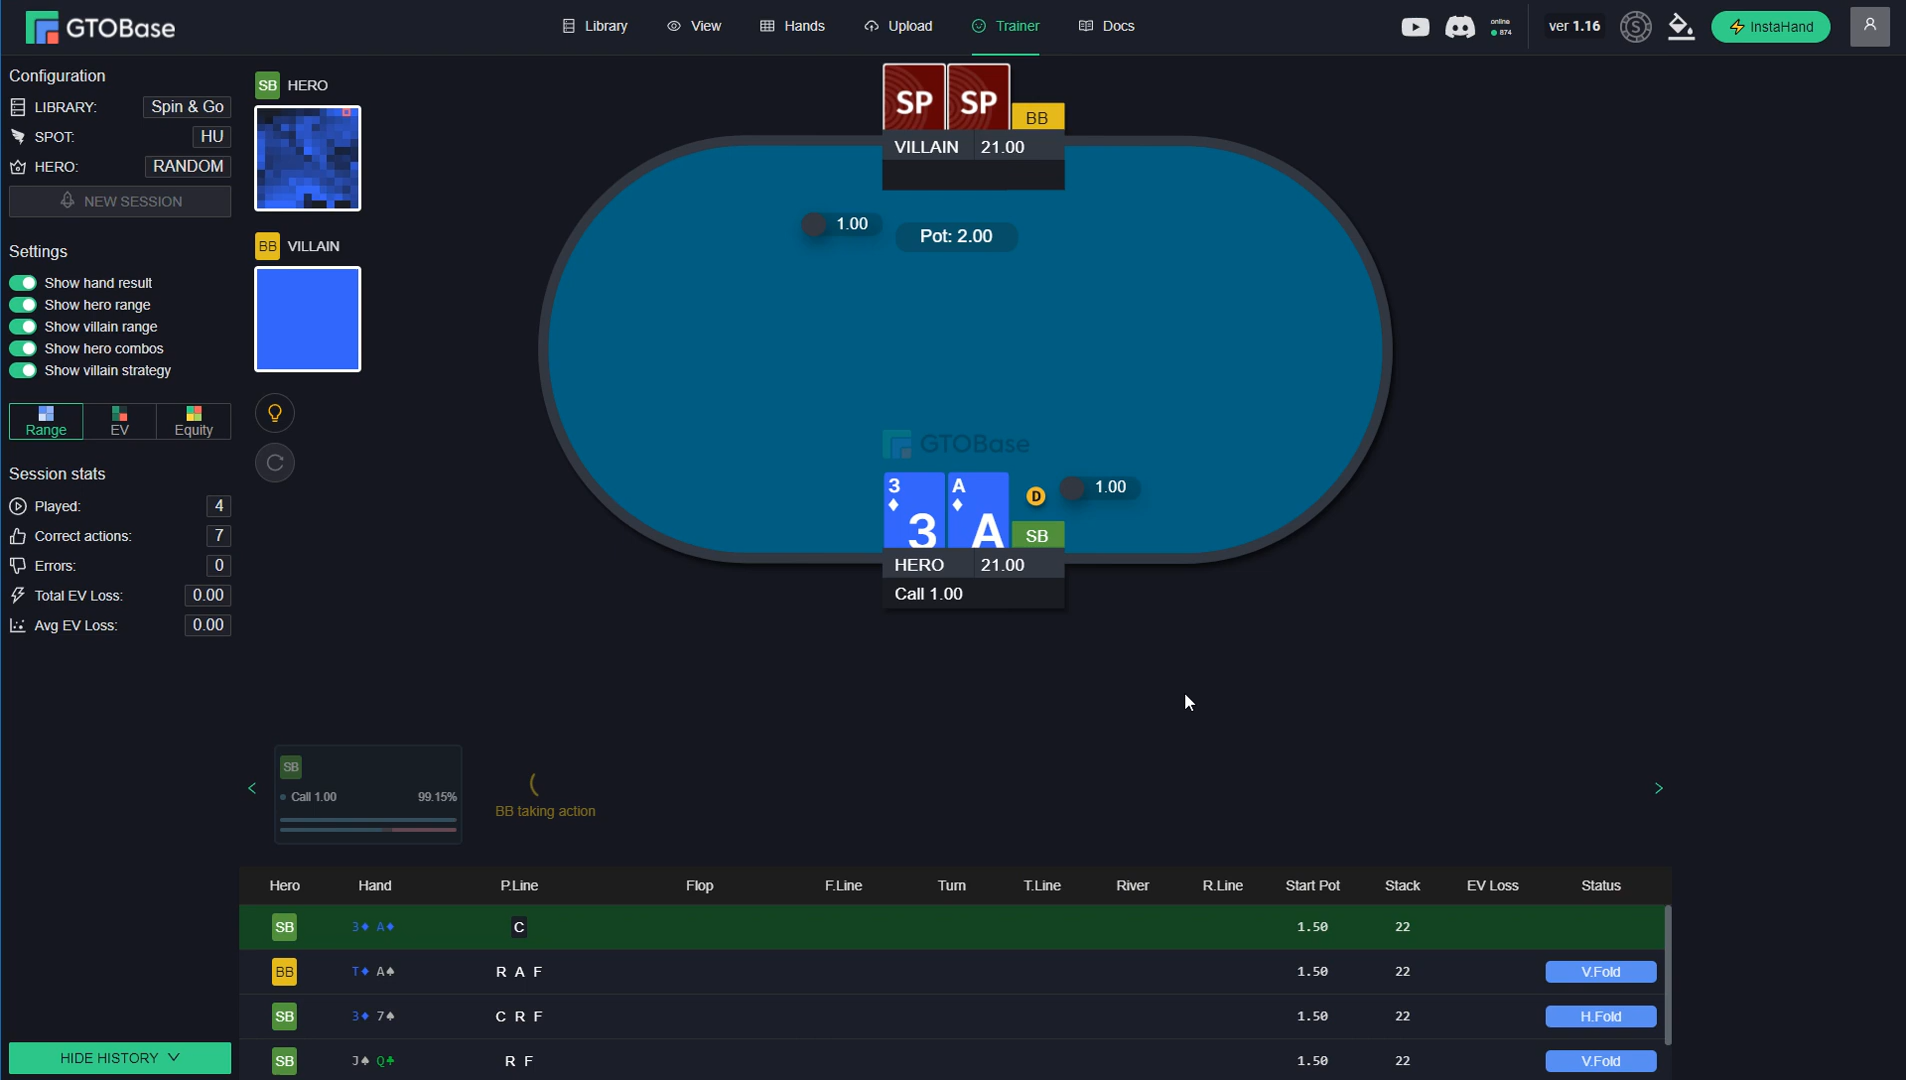 GTOBase
Library
View
Hands
Upload
Trainer
Docs
online
874
ver 1.16
InstaHand
Configuration
LIBRARY: Spin & Go
SPOT: HU
HERO: RANDOM
NEW SESSION
Settings
Show hand result
Show hero range
Show villain range
Show hero combos
Show villain strategy
Range
EV
Equity
Session stats
Played: 4
Correct actions: 7
Errors: 0
Total EV Loss: 0.00
Avg EV Loss: 0.00
HIDE HISTORY
SB HERO
BB VILLAIN
SP SP
BB
VILLAIN 21.00
1.00
Pot: 2.00
GTOBase
3♦ 3
A♦ A
D
1.00
SB
HERO 21.00
Call 1.00
SB
Call 1.00 99.15%
BB taking action
Hero Hand P.Line Flop F.Line Turn T.Line River R.Line Start Pot Stack EV Loss Status
SB 3♦ A♦ C 1.50 22
BB T♦ A♠ R A F 1.50 22 V.Fold
SB 3♦ 7♠ C R F 1.50 22 H.Fold
SB J♠ Q♣ R F 1.50 22 V.Fold